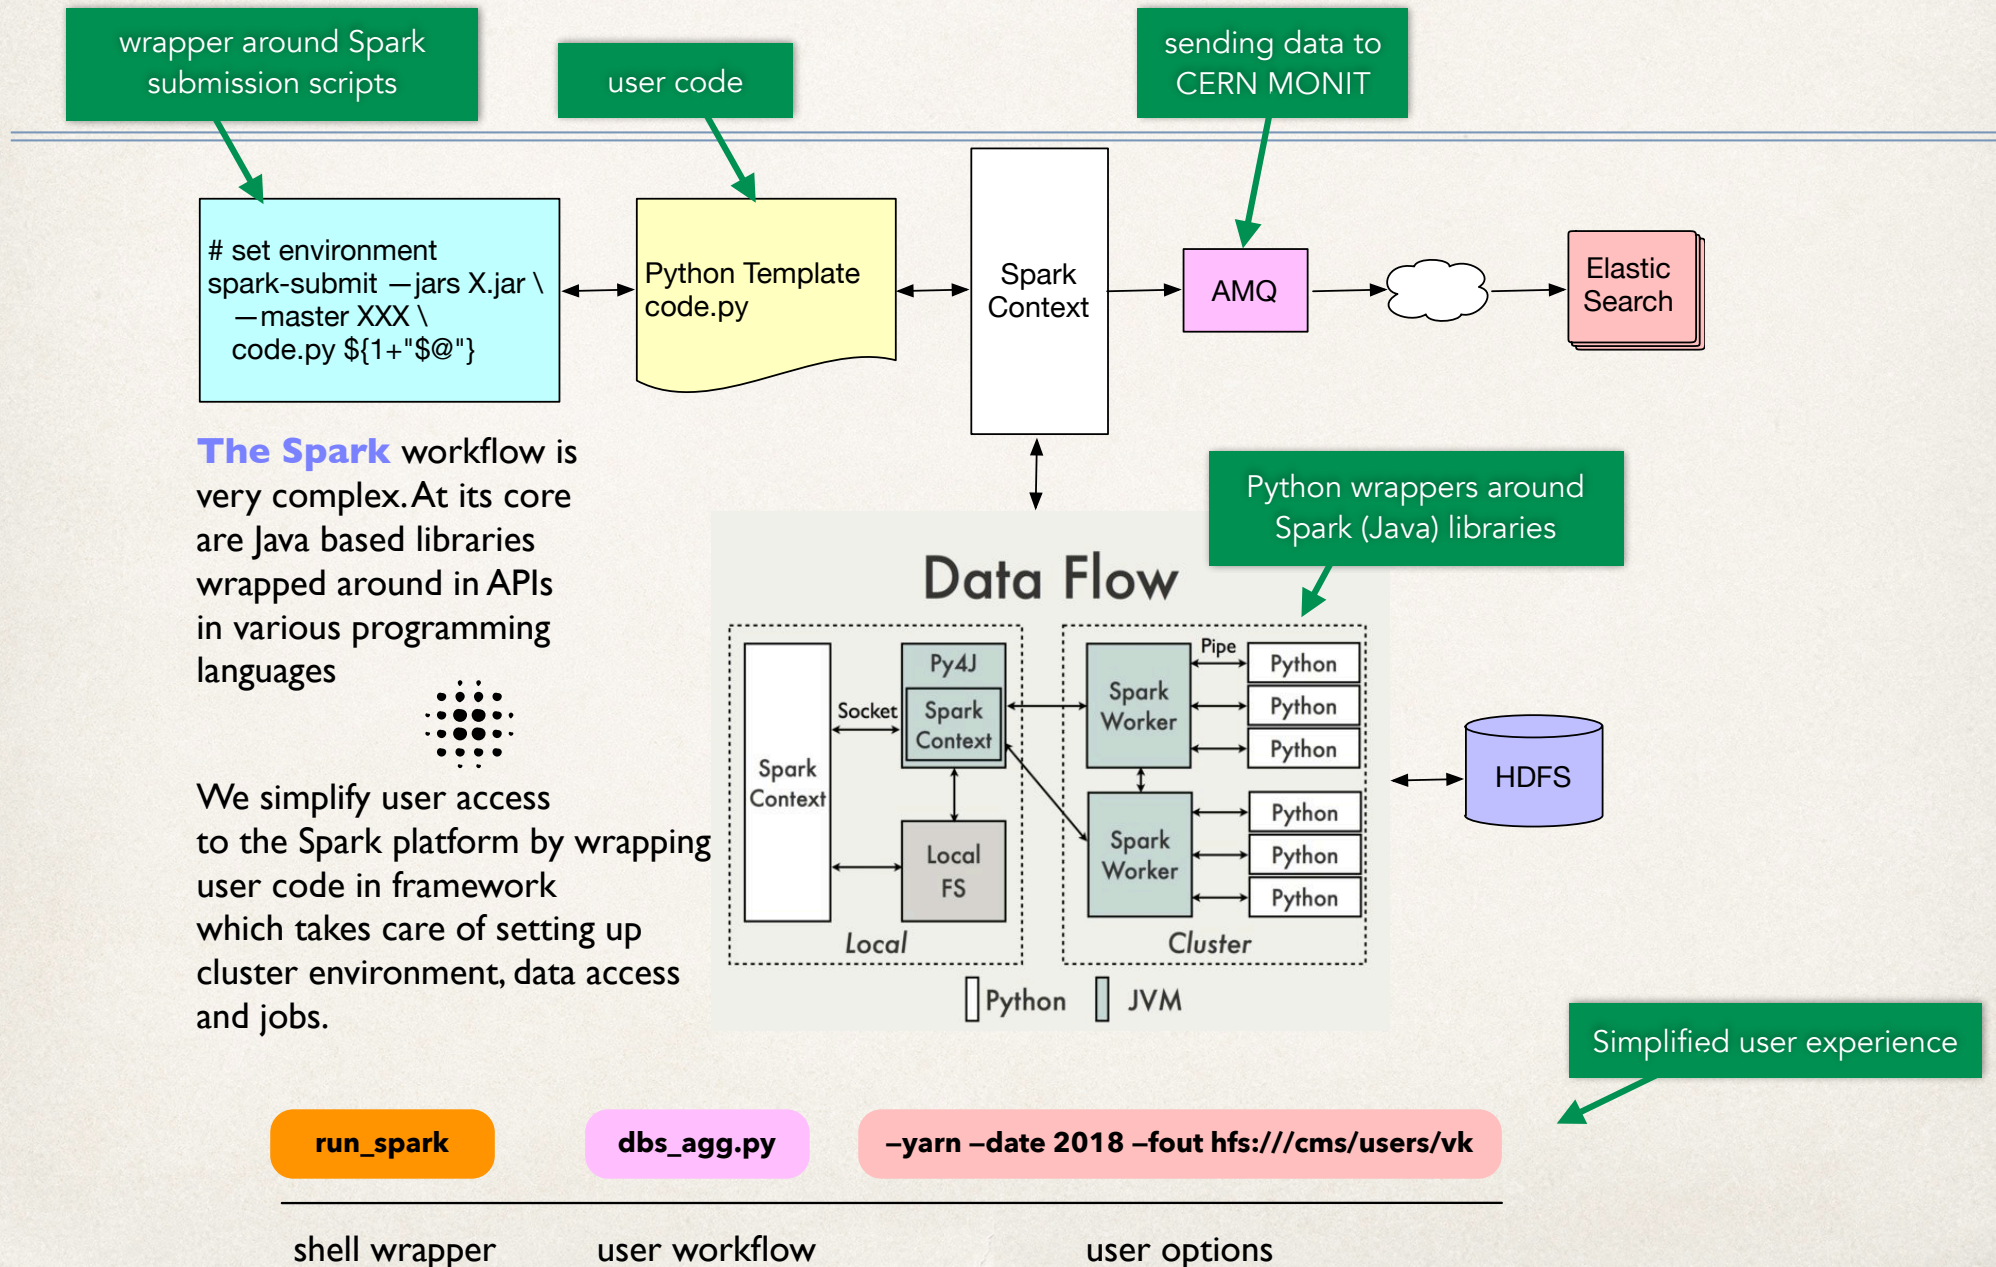 wrapper around Spark
submission scripts
user code
sending data to
CERN MONIT
# set environment
spark-submit —jars X.jar \
—master XXX \
code.py ${1+"$@"}
Python Template
code.py
Spark
Context
AMQ
Elastic
Search
The Spark workflow is
very complex. At its core
are Java based libraries
wrapped around in APIs
in various programming
languages
We simplify user access
to the Spark platform by wrapping
user code in framework
which takes care of setting up
cluster environment, data access
and jobs.
Python wrappers around
Spark (Java) libraries
Data Flow
Spark
Context
Socket
Py4J
Spark
Context
Local
FS
Local
Spark
Worker
Pipe
Python
Python
Python
Spark
Worker
Python
Python
Python
Cluster
Python
JVM
HDFS
Simplified user experience
run_spark
dbs_agg.py
—yarn —date 2018 —fout hfs:///cms/users/vk
shell wrapper
user workflow
user options